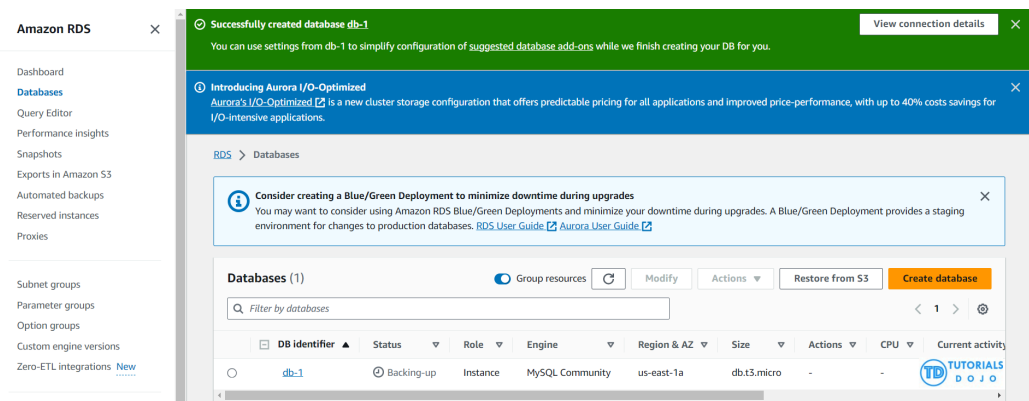 Amazon RDS
Dashboard
Databases
Query Editor
Performance insights
Snapshots
Exports in Amazon S3
Automated backups
Reserved instances
Proxies
Subnet groups
Parameter groups
Option groups
Custom engine versions
Zero-ETL integrations New
Successfully created database db-1
View connection details
You can use settings from db-1 to simplify configuration of suggested database add-ons while we finish creating your DB for you.
Introducing Aurora I/O-Optimized
Aurora's I/O-Optimized is a new cluster storage configuration that offers predictable pricing for all applications and improved price-performance, with up to 40% costs savings for
I/O-intensive applications.
RDS > Databases
Consider creating a Blue/Green Deployment to minimize downtime during upgrades
You may want to consider using Amazon RDS Blue/Green Deployments and minimize your downtime during upgrades. A Blue/Green Deployment provides a staging
environment for changes to production databases. RDS User Guide Aurora User Guide
Databases (1)
Group resources
Modify
Actions
Restore from S3
Create database
Filter by databases
1
DB identifier Status Role Engine Region & AZ Size Actions CPU Current activity
db-1 Backing-up Instance MySQL Community us-east-1a db.t3.micro - -
TD TUTORIALS
DOJO